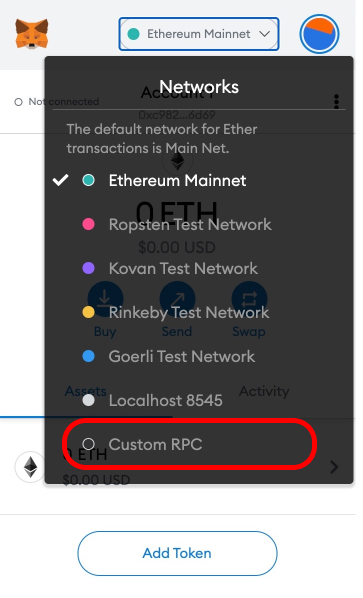 Ethereum Mainnet
Networks
Not connected
Account 1
0xc982...6d69
The default network for Ether
transactions is Main Net.
Ethereum Mainnet
0 ETH
Ropsten Test Network
$0.00 USD
Kovan Test Network
Rinkeby Test Network
Buy
Send
Swap
Goerli Test Network
Assets
Activity
Localhost 8545
Custom RPC
0 ETH
$0.00 USD
Add Token